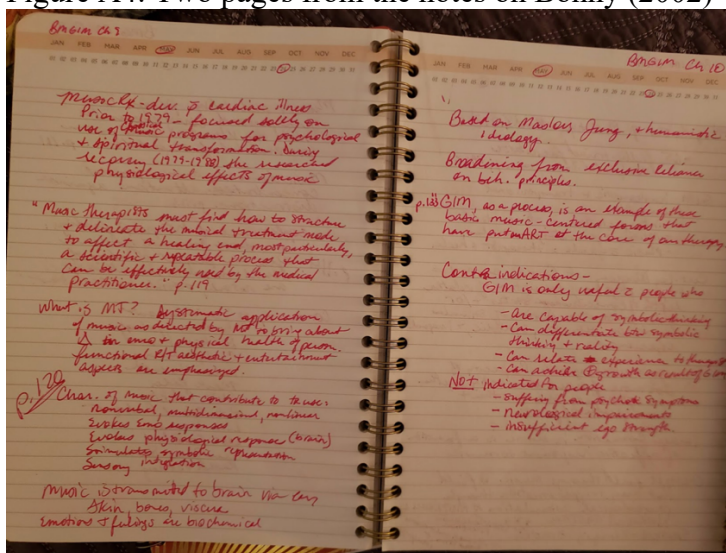 Figure A4. Two pages from the notes on Bonny (2002)
BMGIM Ch 9
JAN FEB MAR APR MAY JUN JUL AUG SEP OCT NOV DEC
Music Rx - dev. c̄ cardiac illness
Prior to 1979 - focused solely on
use of classical music programs for psychological
+ spiritual transformation. During
recovery (1979-1988) she researched
physiological effects of music
"Music therapists must find how to structure
+ delineate the musical treatment mode
to affect a healing end, most particularly,
a scientific + repeatable process that
can be effectively used by the medical
practitioner." p. 119
What is MT? Systematic application
of music as directed by MT to bring about
Δ in emo + physical health of person.
functional aesthetic + entertainment
aspects are emphasized.
p. 120
Char. of music that contribute to
nonverbal, multidimensional, nonlinear
Evokes Emo responses
Evokes physiological response (brain)
Stimulates symbolic representation
Sensory integration
Music is transmitted to brain via ears
skin, bones, viscera
Emotions + feelings are biochemical
BMGIM Ch 10
JAN FEB MAR APR MAY JUN JUL AUG SEP OCT NOV DEC
Based on Maslow, Jung, + humanistic
ideology.
Broadining from exclusive reliance
on beh. principles.
GIM, as a process, is an example of these
basic music-centered forms that
have put ART at the core of our therapy
Contraindications -
GIM is only useful c̄ people who
- are capable of symbolic thinking
- Can differentiate btw symbolic
thinking + reality
- Can relate experience to therapist
- Can achieve growth as result of GIM
Not indicated for people
- suffering from psychotic symptoms
- neurological impairments
- insufficient ego strength.